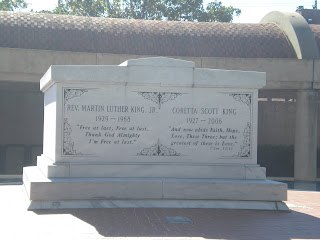 REV. MARTIN LUTHER KING, JR.
1929 — 1968
"Free at last, Free at last,
Thank God Almighty
I'm Free at last."
CORETTA SCOTT KING
1927 — 2006
"And now abide Faith, Hope,
Love, These Three; but the
greatest of these is Love."